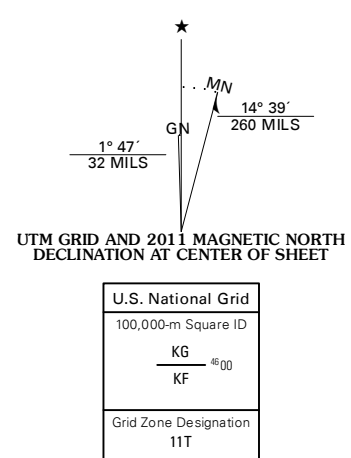 ★
MN
GN
14° 39´
260 MILS
1° 47´
32 MILS
UTM GRID AND 2011 MAGNETIC NORTH
DECLINATION AT CENTER OF SHEET
U.S. National Grid
100,000-m Square ID
KG
4600
KF
Grid Zone Designation
11T